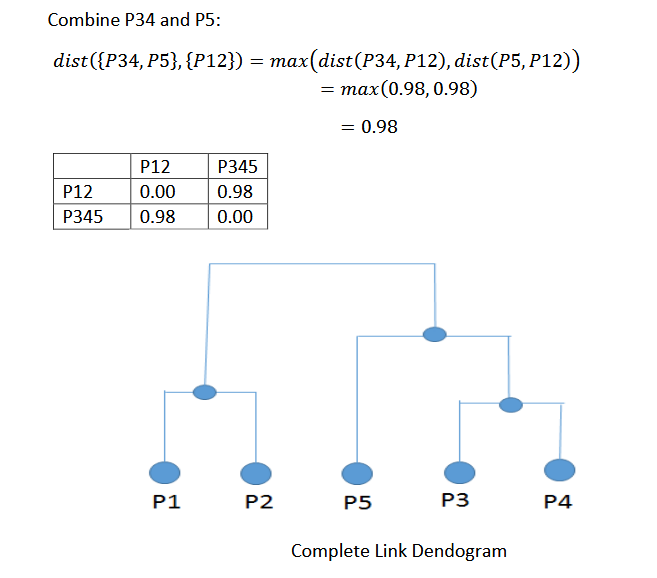 Combine P34 and P5:
dist({P34, P5}, {P12}) = max(dist(P34, P12), dist(P5, P12))
= max(0.98, 0.98)
= 0.98
P12 P345
P12 0.00 0.98
P345 0.98 0.00
P1 P2 P5 P3 P4
Complete Link Dendogram